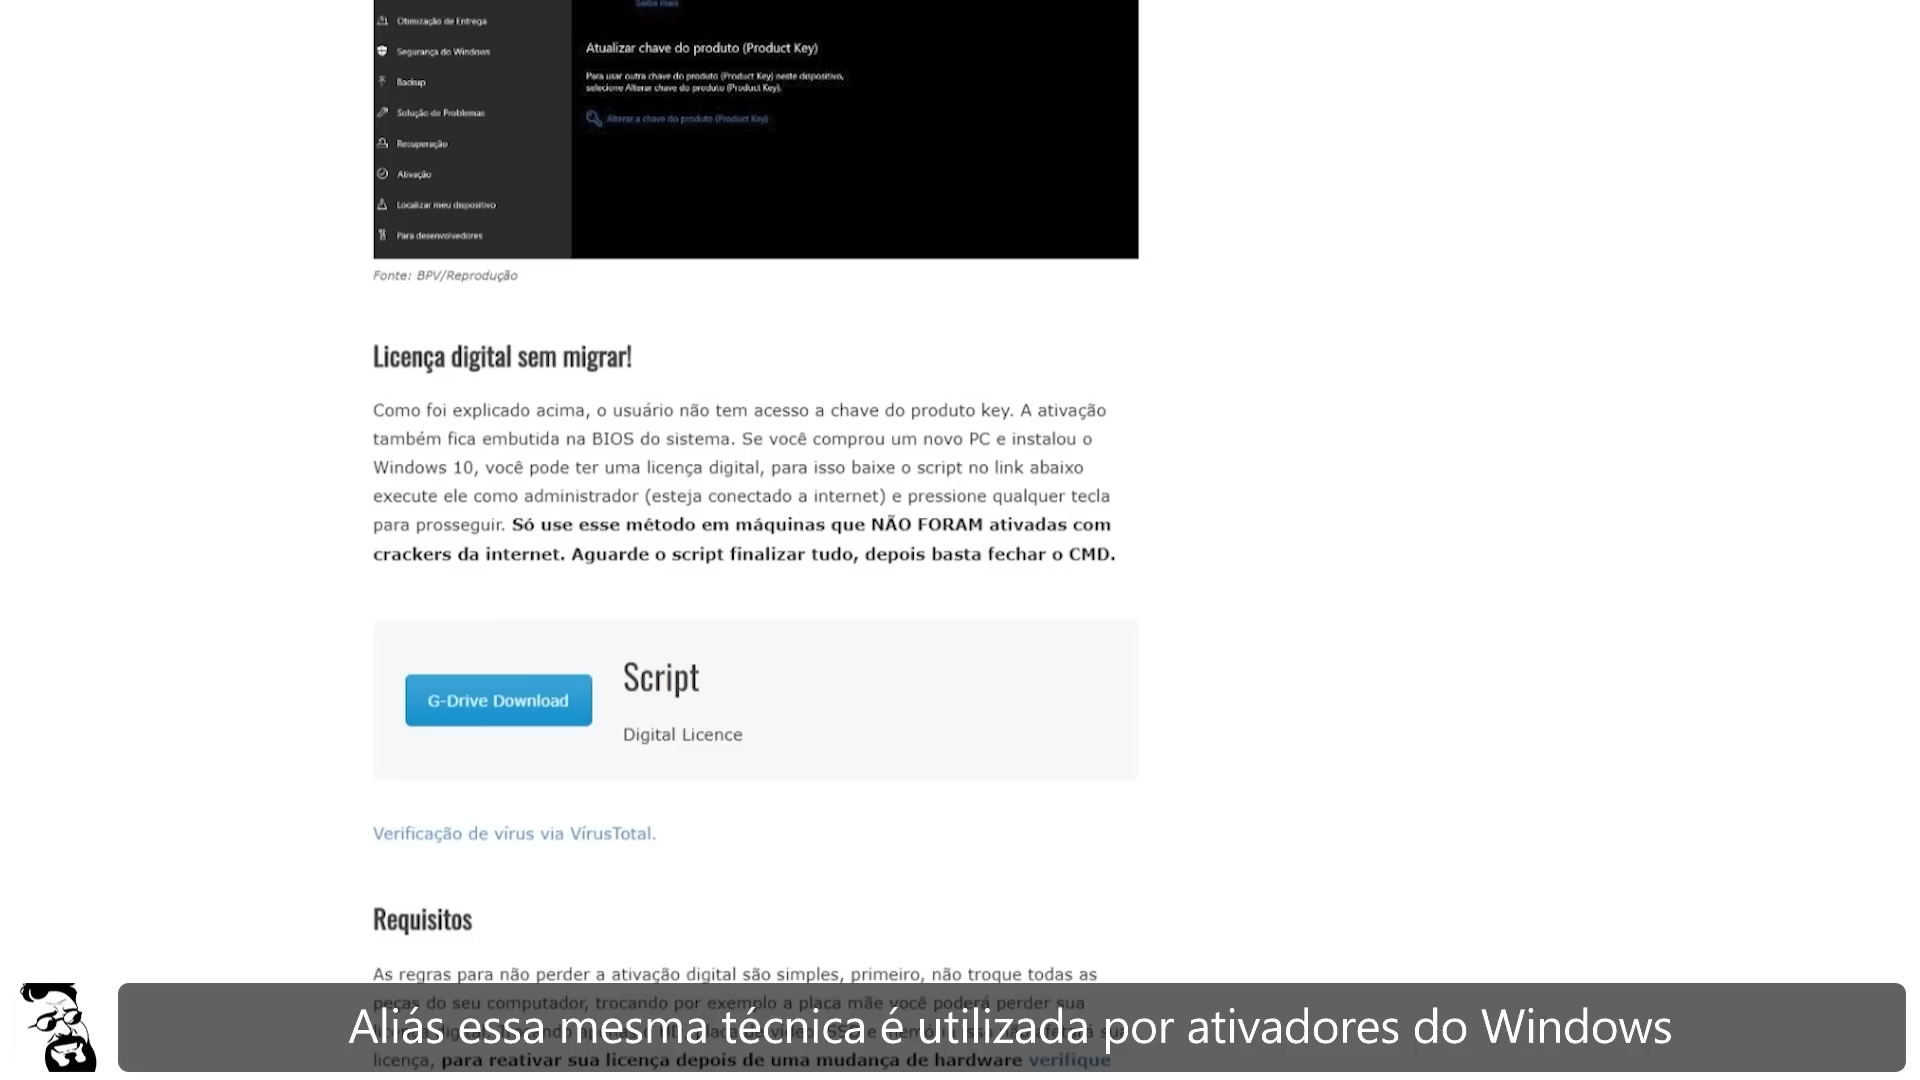 Saiba mais
Otimização de Entrega
Segurança do Windows
Backup
Solução de Problemas
Recuperação
Ativação
Localizar meu dispositivo
Para desenvolvedores
Atualizar chave do produto (Product Key)
Para usar outra chave do produto (Product Key) neste dispositivo,
selecione Alterar chave do produto (Product Key).
Alterar a chave do produto (Product Key)
Fonte: BPV/Reprodução
Licença digital sem migrar!
Como foi explicado acima, o usuário não tem acesso a chave do produto key. A ativação
também fica embutida na BIOS do sistema. Se você comprou um novo PC e instalou o
Windows 10, você pode ter uma licença digital, para isso baixe o script no link abaixo
execute ele como administrador (esteja conectado a internet) e pressione qualquer tecla
para prosseguir. Só use esse método em máquinas que NÃO FORAM ativadas com
crackers da internet. Aguarde o script finalizar tudo, depois basta fechar o CMD.
G-Drive Download
Script
Digital Licence
Verificação de vírus via VírusTotal.
Requisitos
As regras para não perder a ativação digital são simples, primeiro, não troque todas as
peças do seu computador, trocando por exemplo a placa mãe você poderá perder sua
licença, para reativar sua licença depois de uma mudança de hardware verifique
Aliás essa mesma técnica é utilizada por ativadores do Windows